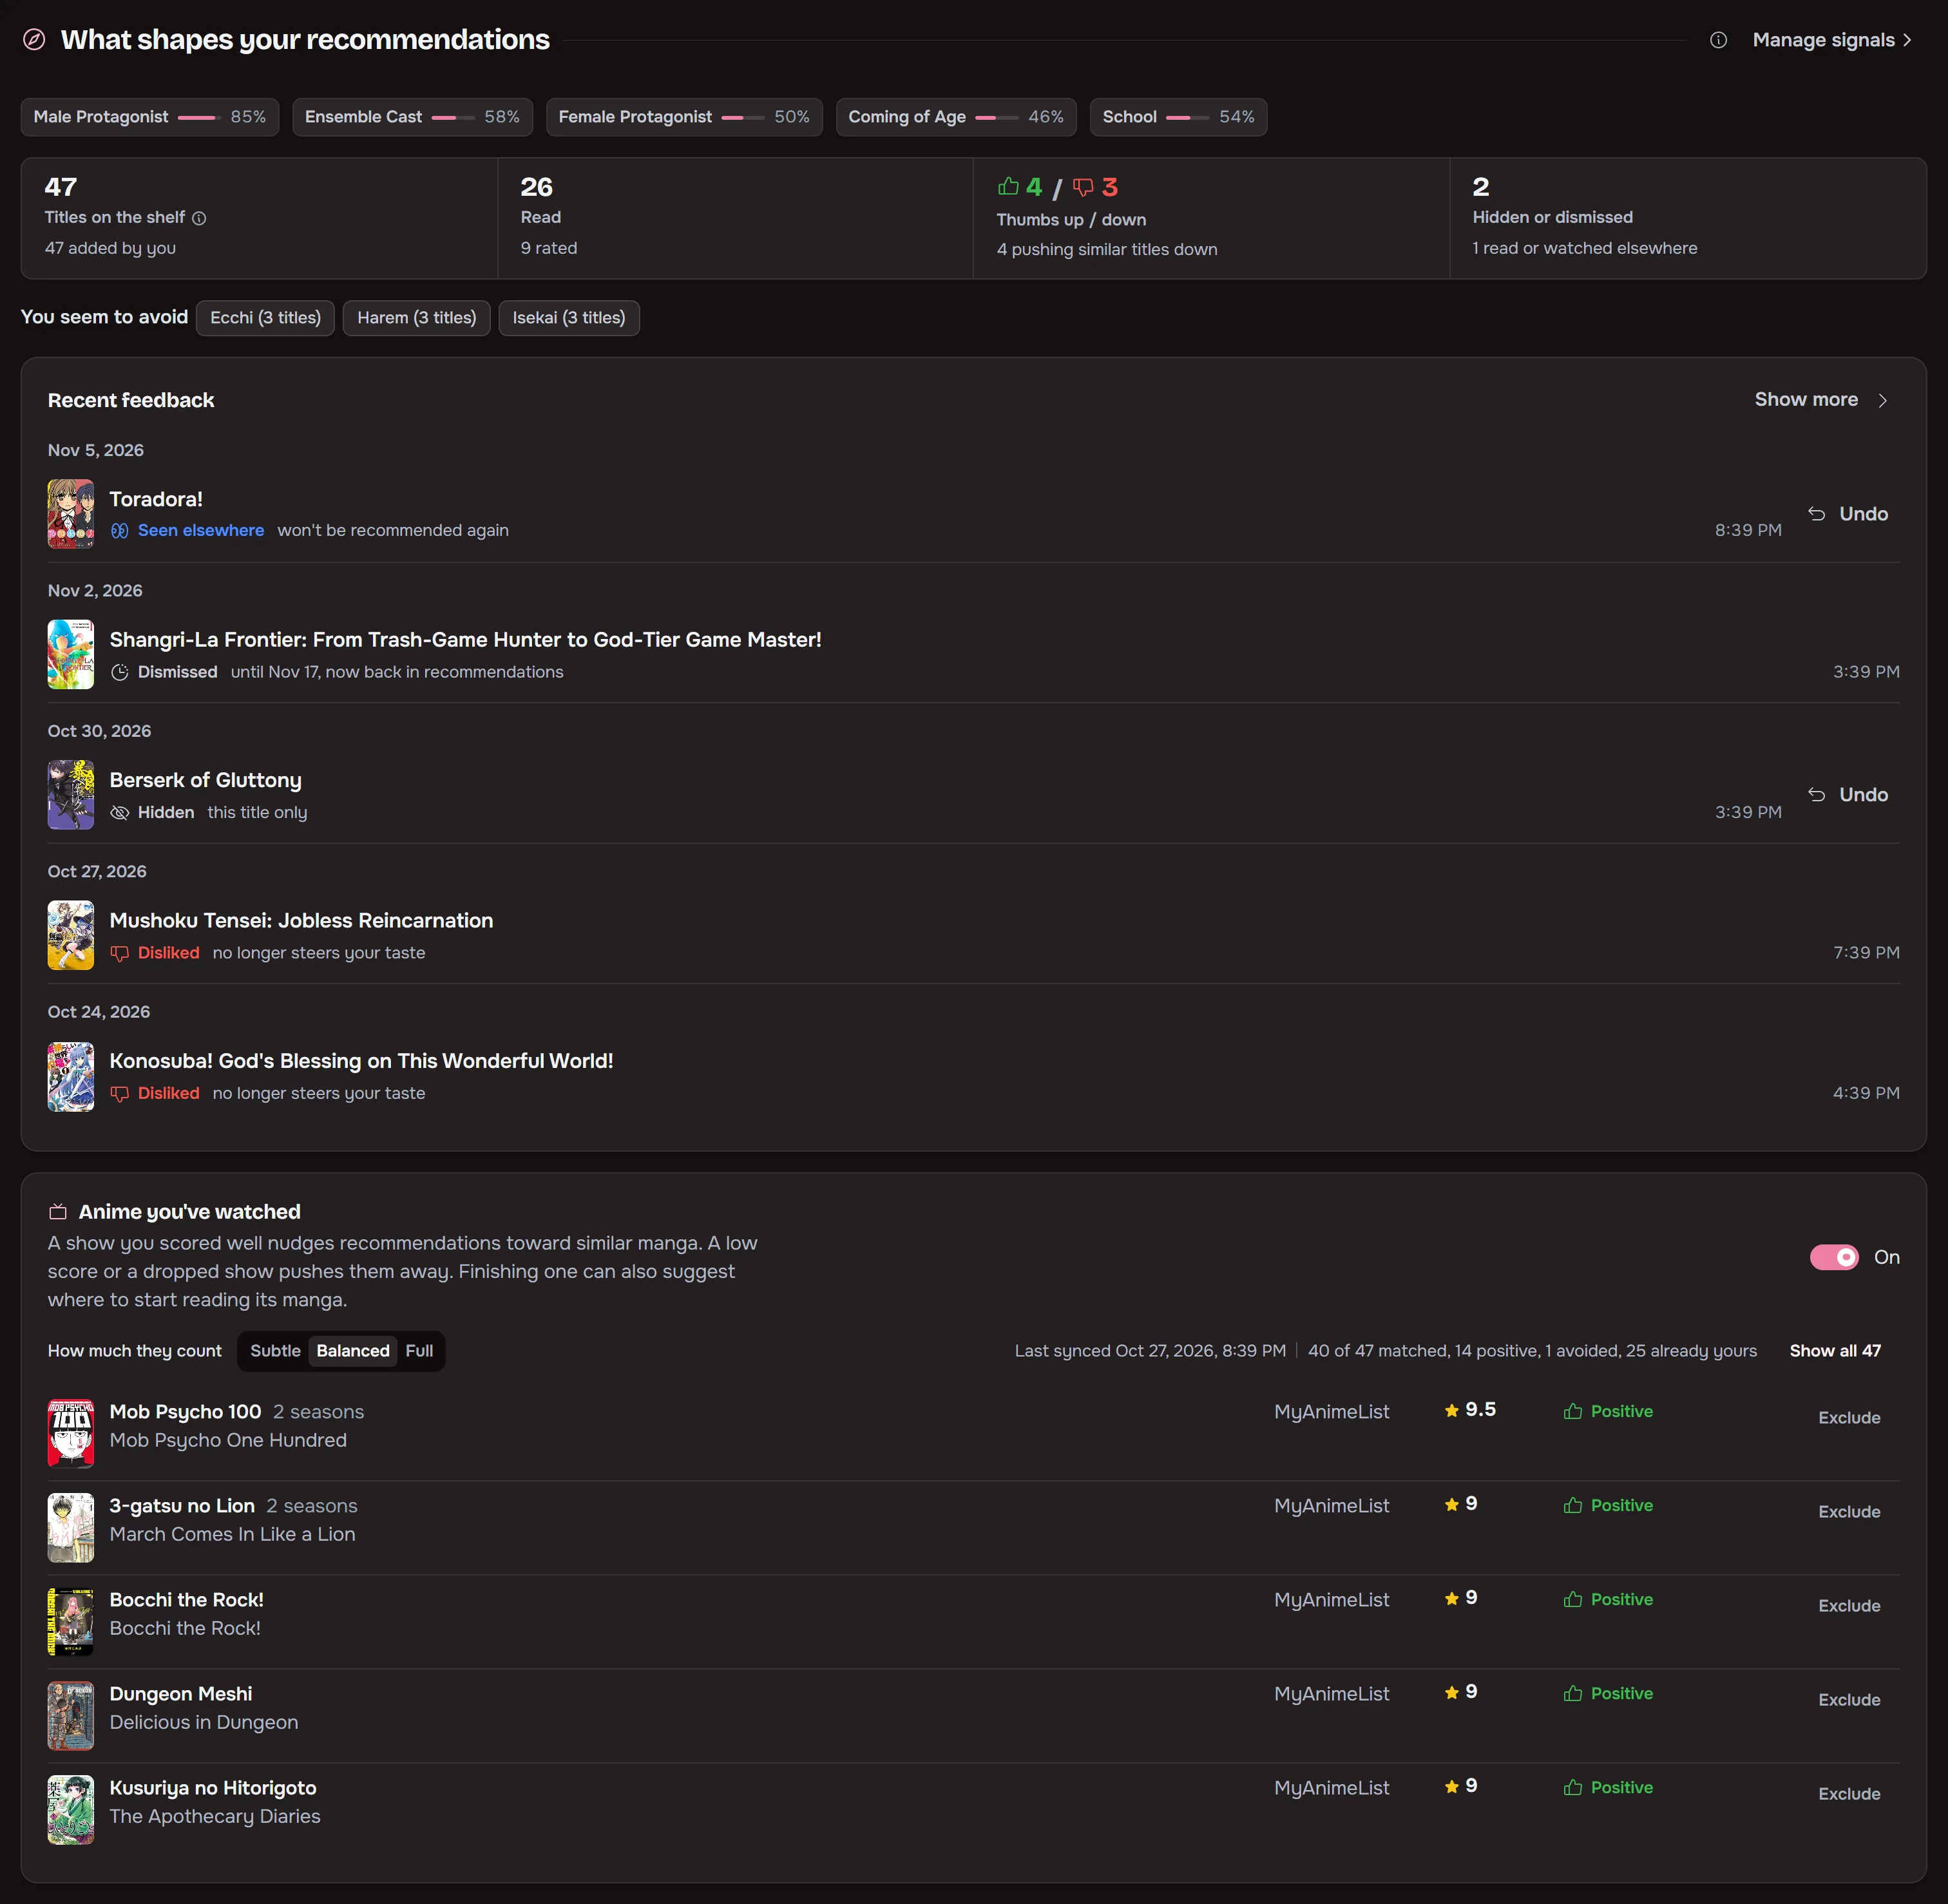 What shapes your recommendations
Manage signals
Male Protagonist 85%
Ensemble Cast 58%
Female Protagonist 50%
Coming of Age 46%
School 54%
47
Titles on the shelf
47 added by you
26
Read
9 rated
4 / 3
Thumbs up / down
4 pushing similar titles down
2
Hidden or dismissed
1 read or watched elsewhere
You seem to avoid
Ecchi (3 titles)
Harem (3 titles)
Isekai (3 titles)
Recent feedback
Show more
Nov 5, 2026
Toradora!
Seen elsewhere won't be recommended again
8:39 PM
Undo
Nov 2, 2026
Shangri-La Frontier: From Trash-Game Hunter to God-Tier Game Master!
Dismissed until Nov 17, now back in recommendations
3:39 PM
Oct 30, 2026
Berserk of Gluttony
Hidden this title only
3:39 PM
Undo
Oct 27, 2026
Mushoku Tensei: Jobless Reincarnation
Disliked no longer steers your taste
7:39 PM
Oct 24, 2026
Konosuba! God's Blessing on This Wonderful World!
Disliked no longer steers your taste
4:39 PM
Anime you've watched
A show you scored well nudges recommendations toward similar manga. A low
score or a dropped show pushes them away. Finishing one can also suggest
where to start reading its manga.
On
How much they count
Subtle Balanced Full
Last synced Oct 27, 2026, 8:39 PM | 40 of 47 matched, 14 positive, 1 avoided, 25 already yours
Show all 47
MOB PSYCHO
100
Mob Psycho 100 2 seasons
Mob Psycho One Hundred
MyAnimeList
9.5
Positive
Exclude
3-gatsu no Lion 2 seasons
March Comes In Like a Lion
MyAnimeList
9
Positive
Exclude
BOCCHI THE ROCK!
Bocchi the Rock!
Bocchi the Rock!
MyAnimeList
9
Positive
Exclude
Dungeon Meshi
Delicious in Dungeon
MyAnimeList
9
Positive
Exclude
Kusuriya no Hitorigoto
The Apothecary Diaries
MyAnimeList
9
Positive
Exclude